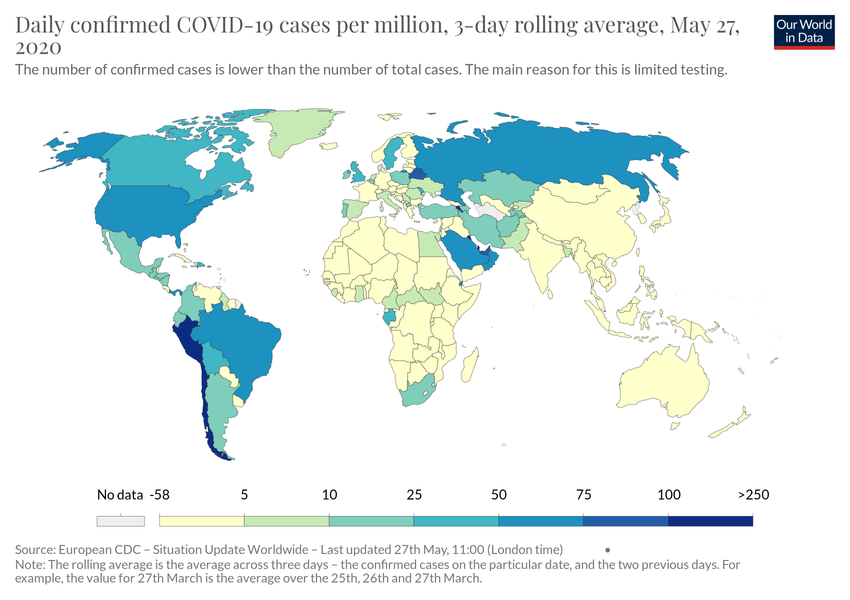 Daily confirmed COVID-19 cases per million, 3-day rolling average, May 27,
2020
Our World
in Data
The number of confirmed cases is lower than the number of total cases. The main reason for this is limited testing.
No data -58 5 10 25 50 75 100 >250
Source: European CDC – Situation Update Worldwide – Last updated 27th May, 11:00 (London time) •
Note: The rolling average is the average across three days – the confirmed cases on the particular date, and the two previous days. For
example, the value for 27th March is the average over the 25th, 26th and 27th March.